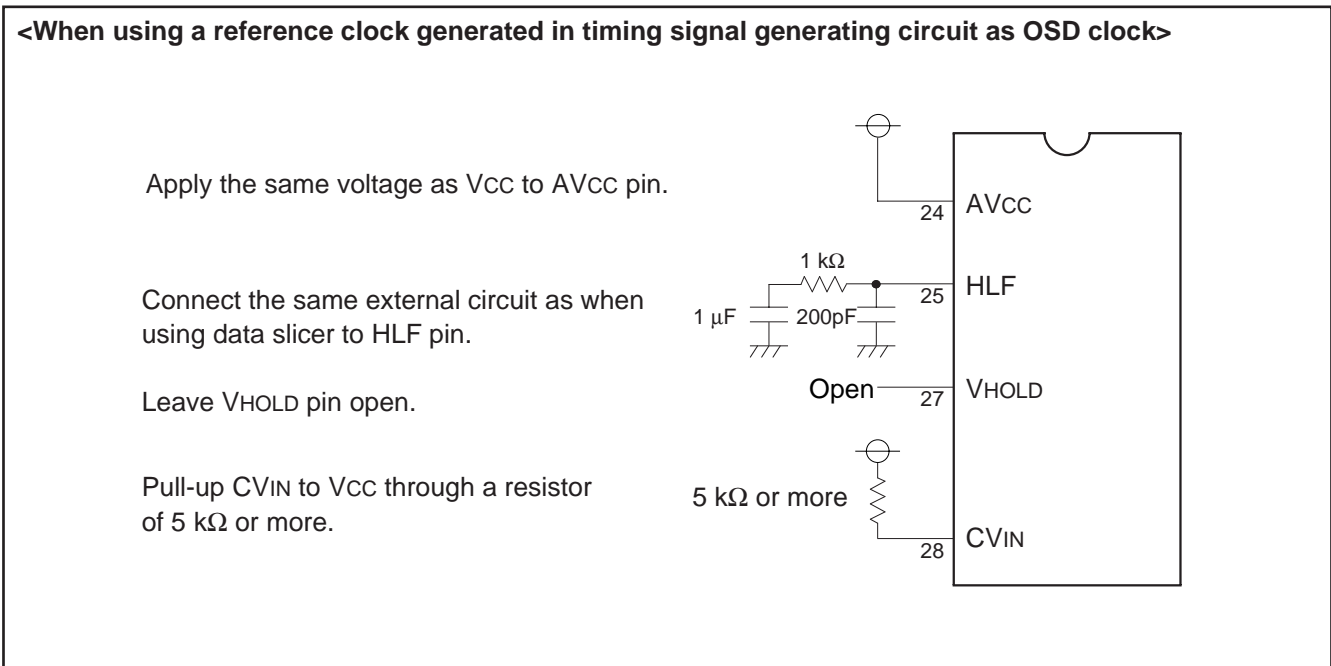 <When using a reference clock generated in timing signal generating circuit as OSD clock>
Apply the same voltage as VCC to AVCC pin.
24
AVCC
Connect the same external circuit as when
using data slicer to HLF pin.
1 kΩ
1 μF
200pF
25
HLF
Leave VHOLD pin open.
Open
27
VHOLD
Pull-up CVIN to VCC through a resistor
of 5 kΩ or more.
5 kΩ or more
28
CVIN